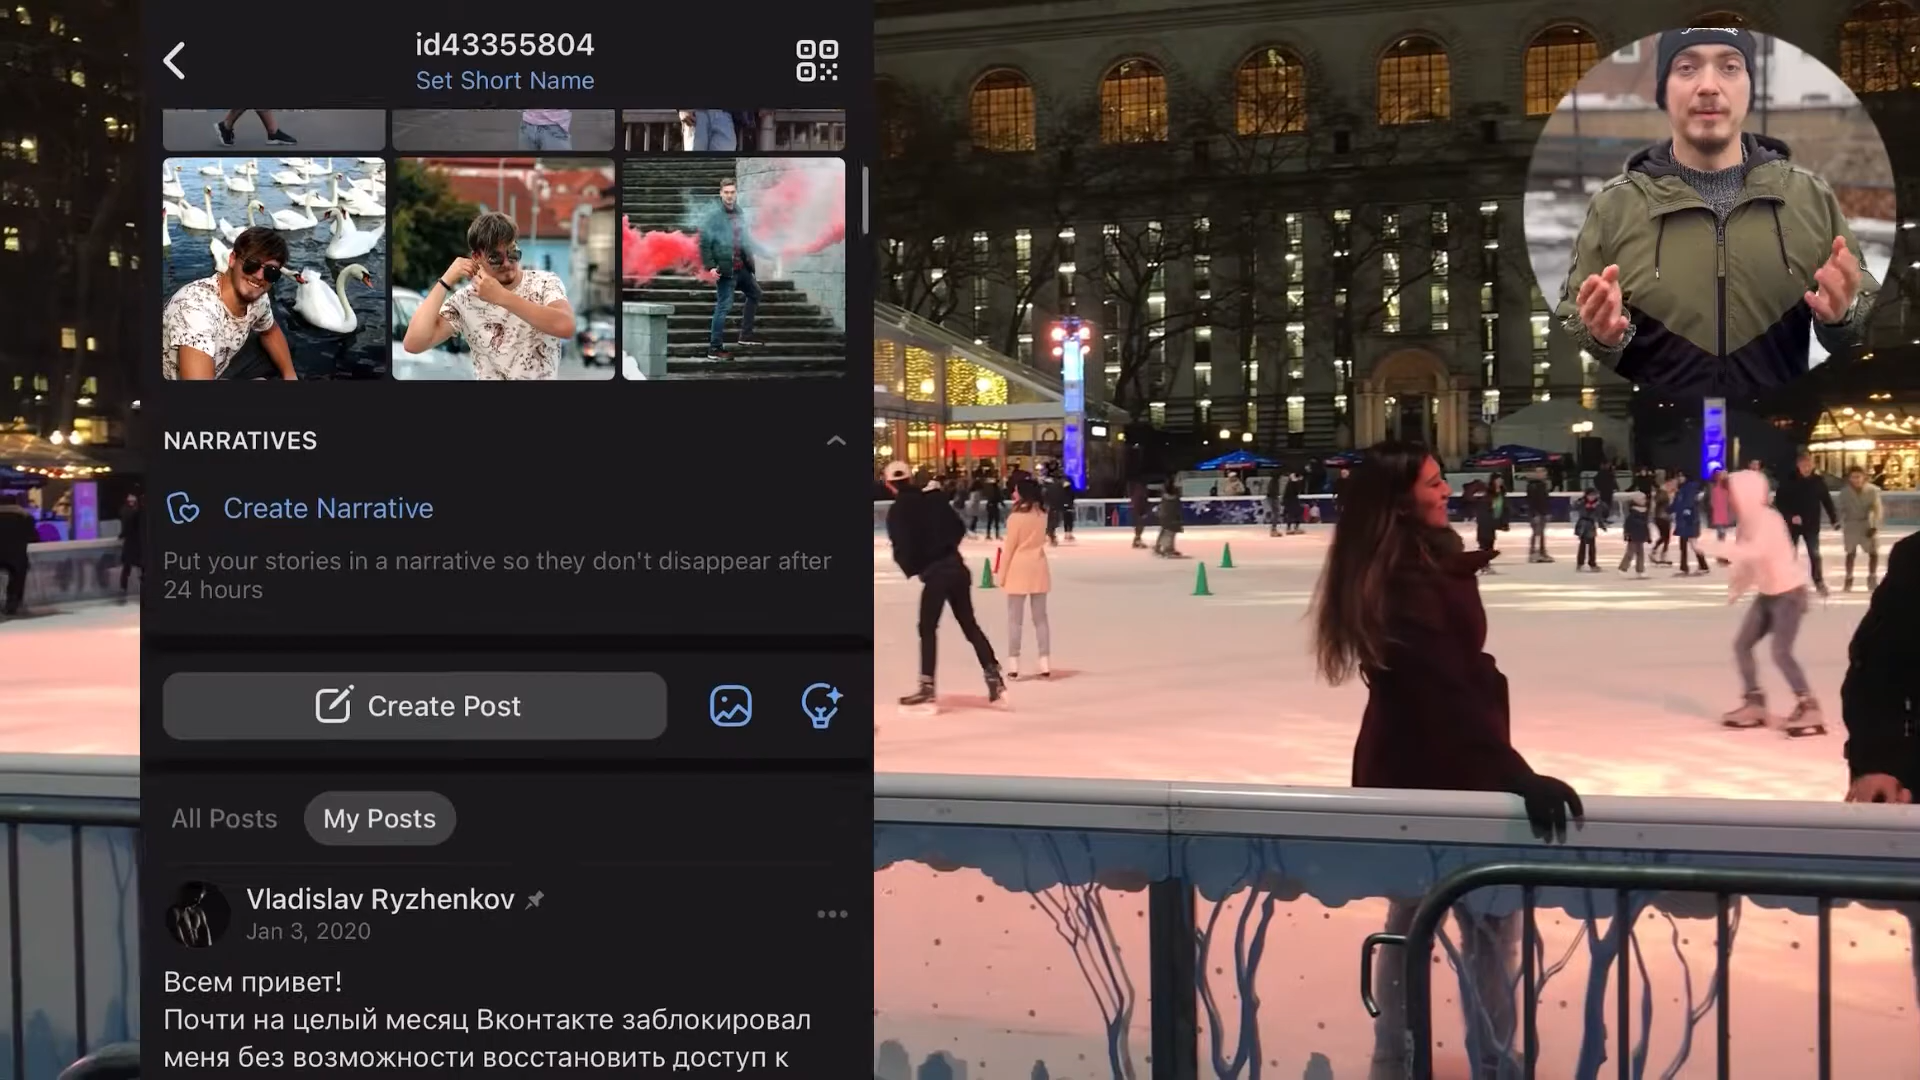 id43355804
Set Short Name
NARRATIVES
Create Narrative
Put your stories in a narrative so they don't disappear after
24 hours
Create Post
All Posts
My Posts
Vladislav Ryzhenkov
Jan 3, 2020
Всем привет!
Почти на целый месяц Вконтакте заблокировал
меня без возможности восстановить доступ к